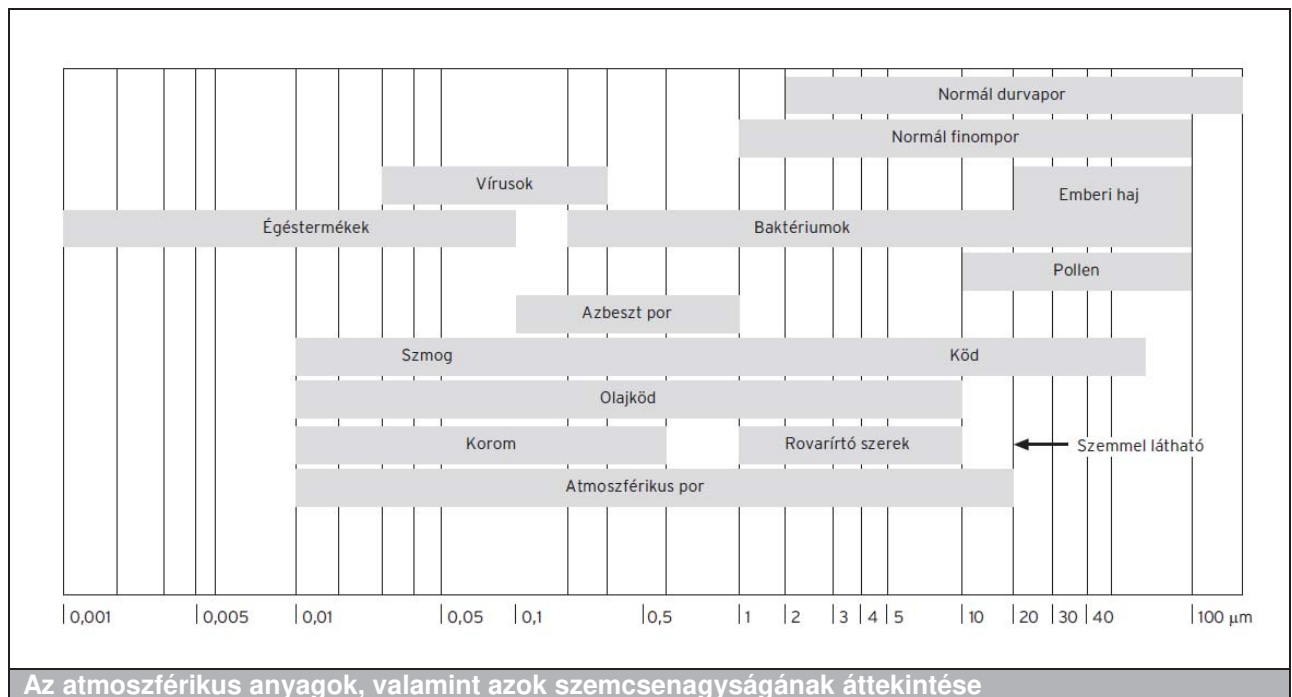 Normál durvapor
Normál finompor
Vírusok
Emberi haj
Égéstermékek
Baktériumok
Pollen
Azbeszt por
Szmog
Köd
Olajköd
Korom
Rovarírtó szerek
Szemmel látható
Atmoszférikus por
0,001 0,005 0,01 0,05 0,1 0,5 1 2 3 4 5 10 20 30 40 100 µm
Az atmoszférikus anyagok, valamint azok szemcsenagyságának áttekintése